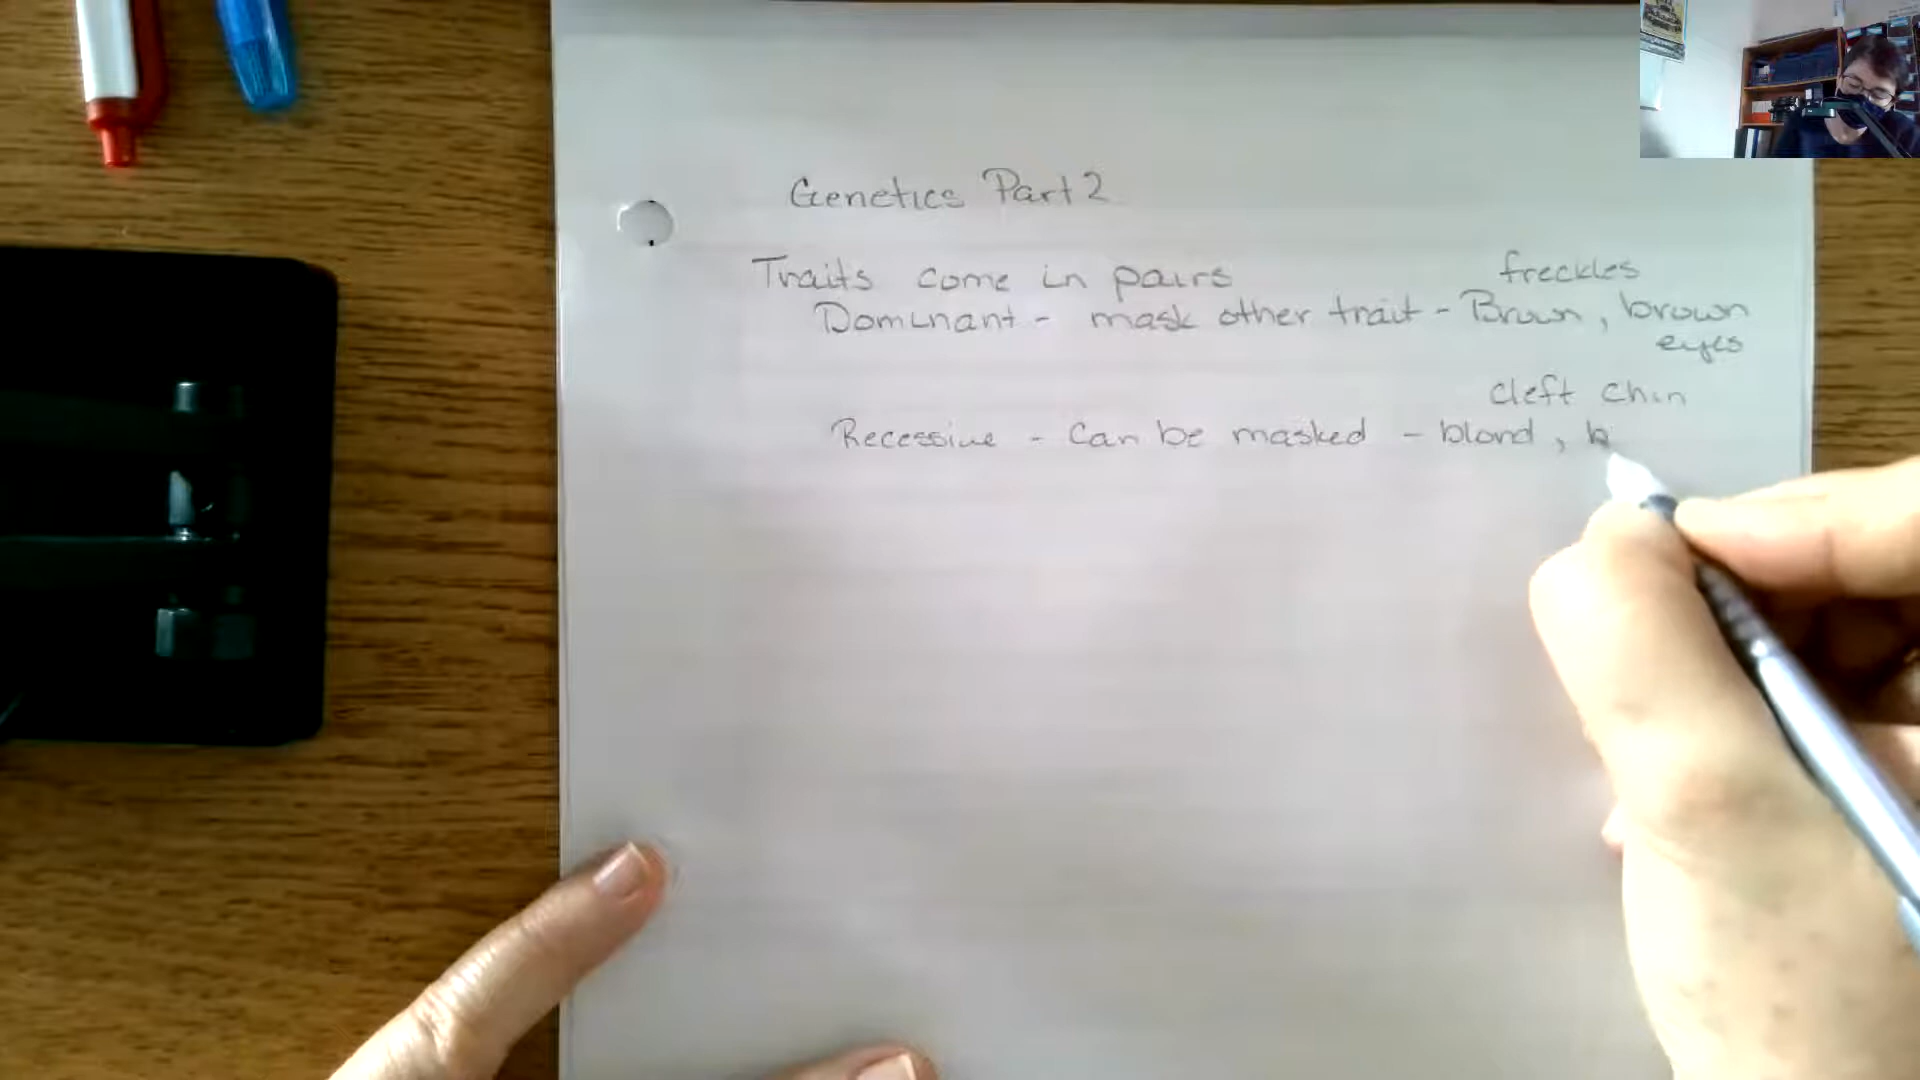 Genetics Part 2
Traits come in pairs
freckles
Dominant - mask other trait - Brown, brown
eyes
cleft chin
Recessive - Can be masked - blond, b